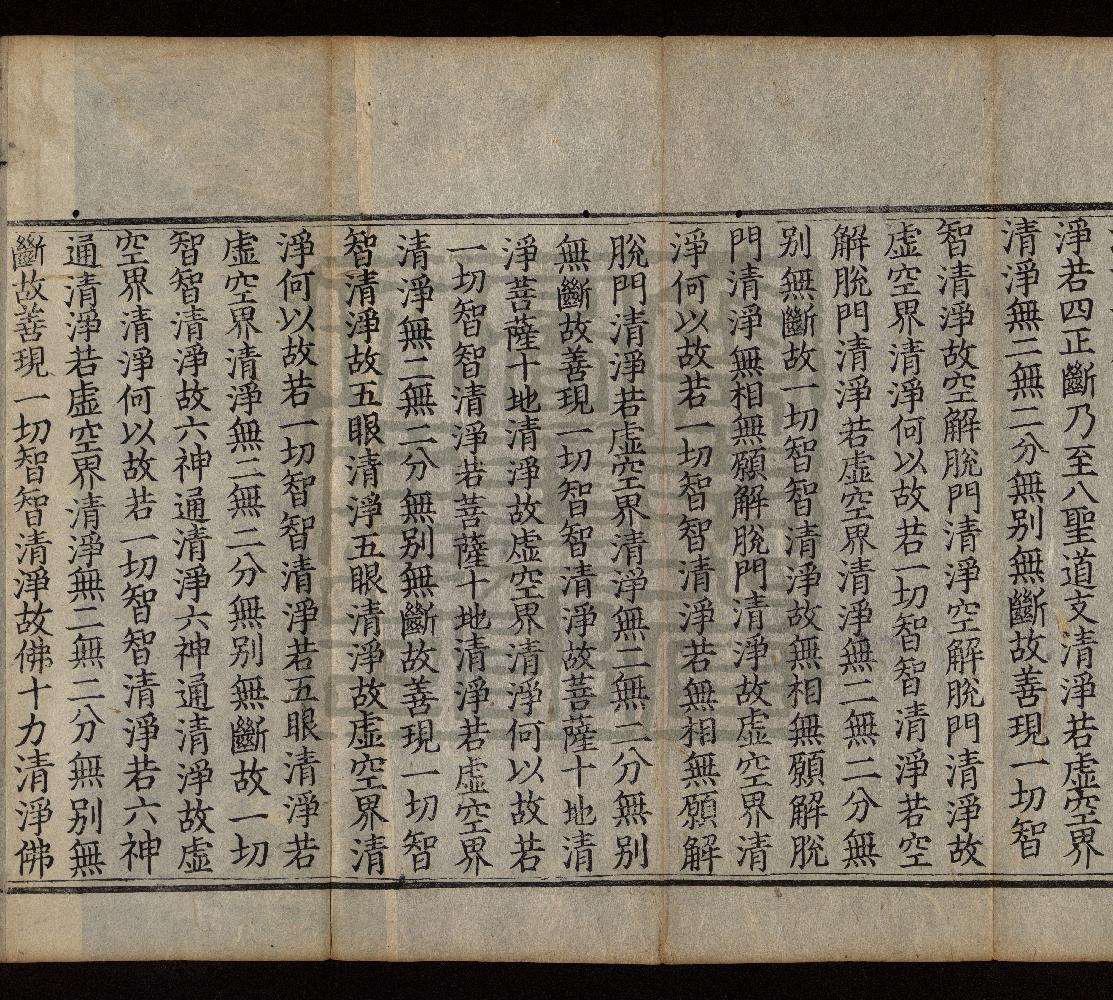 淨若四正斷乃至八聖道支清淨若虛空界
清淨無二無二分無別無斷故善現一切智
智清淨故空解脫門清淨空解脫門清淨故
虛空界清淨何以故若一切智智清淨若空
解脫門清淨若虛空界清淨無二無二分無
別無斷故一切智智清淨故無相無願解脫
門清淨無相無願解脫門清淨故虛空界清
淨何以故若一切智智清淨若無相無願解
脫門清淨若虛空界清淨無二無二分無別
無斷故善現一切智智清淨故菩薩十地清
淨菩薩十地清淨故虛空界清淨何以故若
一切智智清淨若菩薩十地清淨若虛空界
清淨無二無二分無別無斷故善現一切智
智清淨故五眼清淨五眼清淨故虛空界清
淨何以故若一切智智清淨若五眼清淨若
虛空界清淨無二無二分無別無斷故一切
智智清淨故六神通清淨六神通清淨故虛
空界清淨何以故若一切智智清淨若六神
通清淨若虛空界清淨無二無二分無別無
斷故善現一切智智清淨故佛十力清淨佛